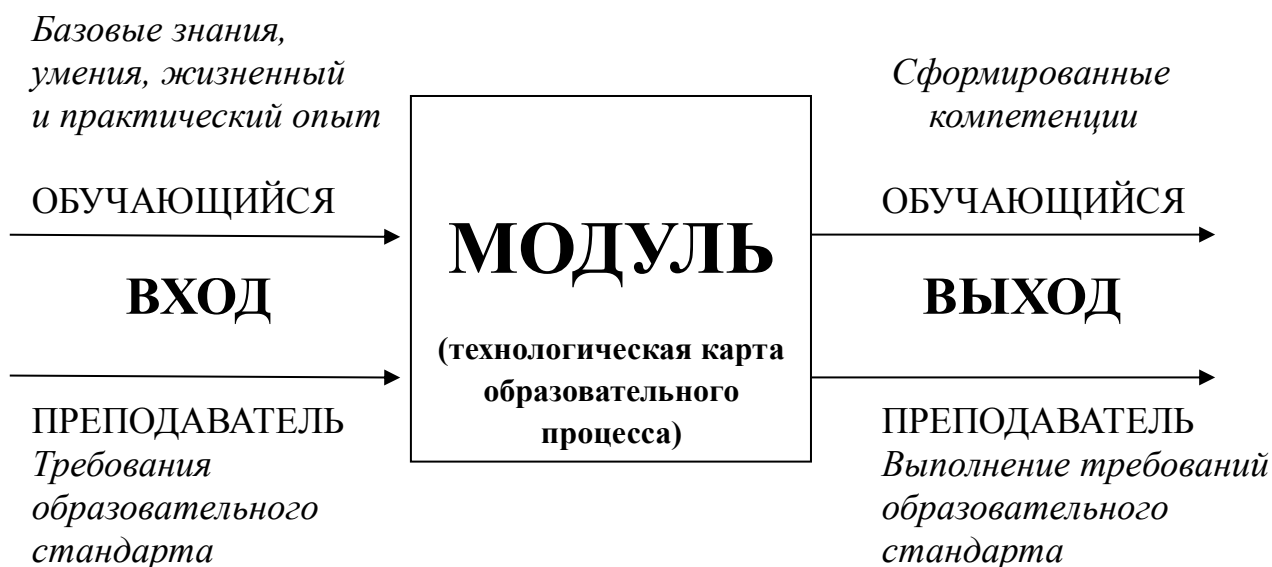 Базовые знания,
умения, жизненный
и практический опыт
ОБУЧАЮЩИЙСЯ
ВХОД
ПРЕПОДАВАТЕЛЬ
Требования
образовательного
стандарта
МОДУЛЬ
(технологическая карта
образовательного
процесса)
Сформированные
компетенции
ОБУЧАЮЩИЙСЯ
ВЫХОД
ПРЕПОДАВАТЕЛЬ
Выполнение требований
образовательного
стандарта